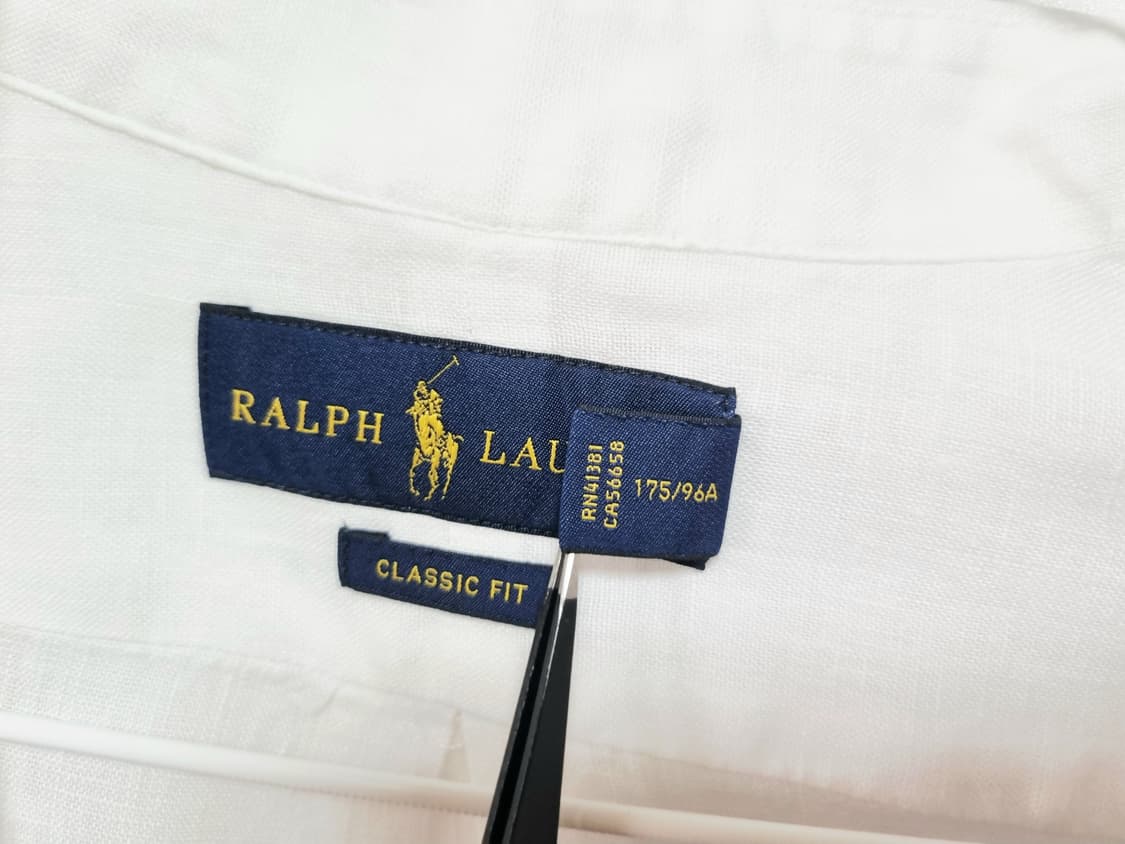 RALPH LAU
RN41381
CA56658
175/96A
CLASSIC FIT